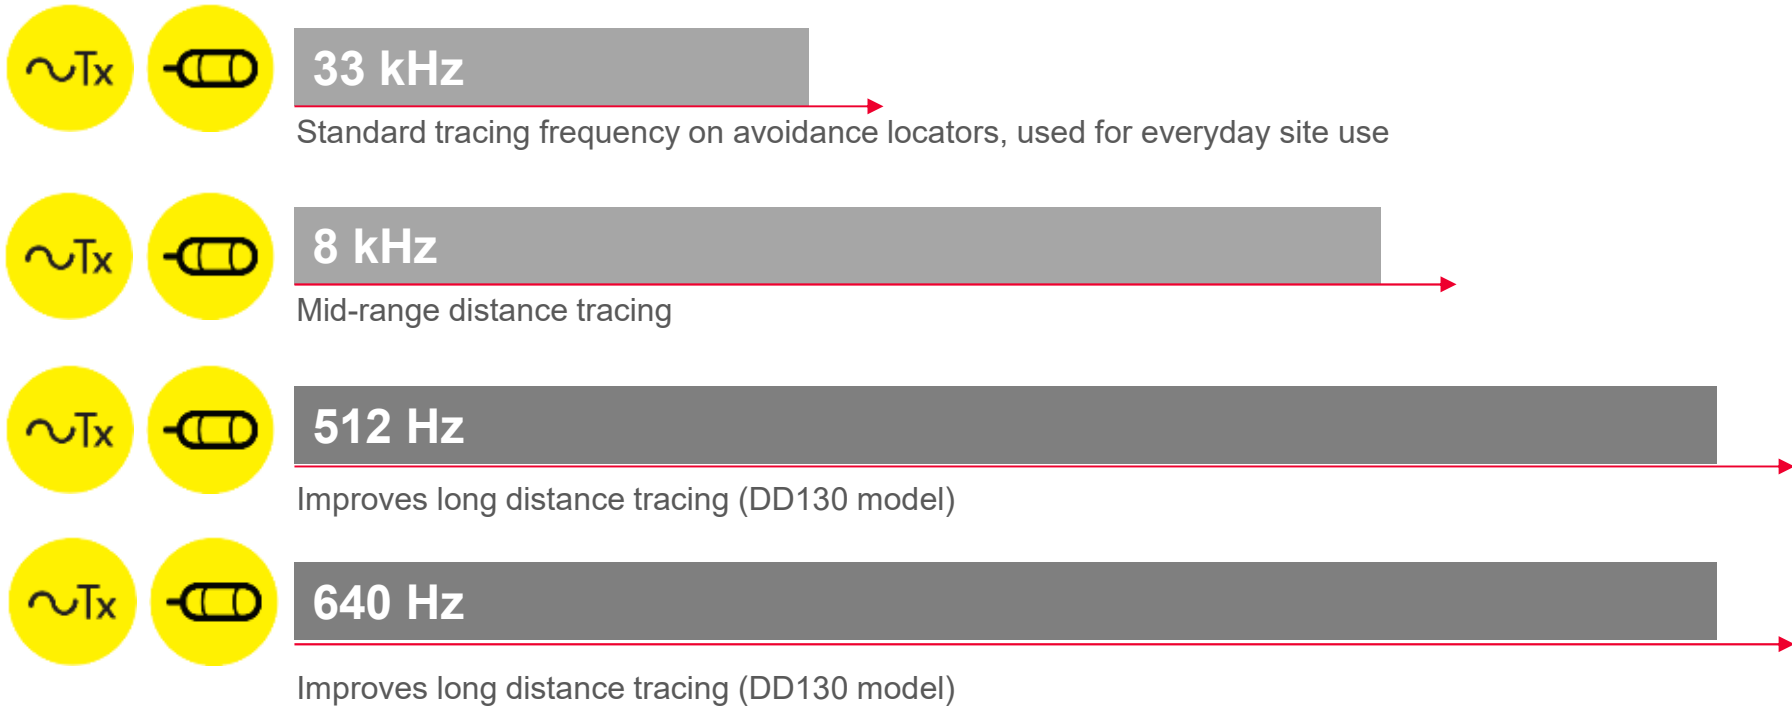 ~Tx
33 kHz
Standard tracing frequency on avoidance locators, used for everyday site use
~Tx
8 kHz
Mid-range distance tracing
~Tx
512 Hz
Improves long distance tracing (DD130 model)
~Tx
640 Hz
Improves long distance tracing (DD130 model)